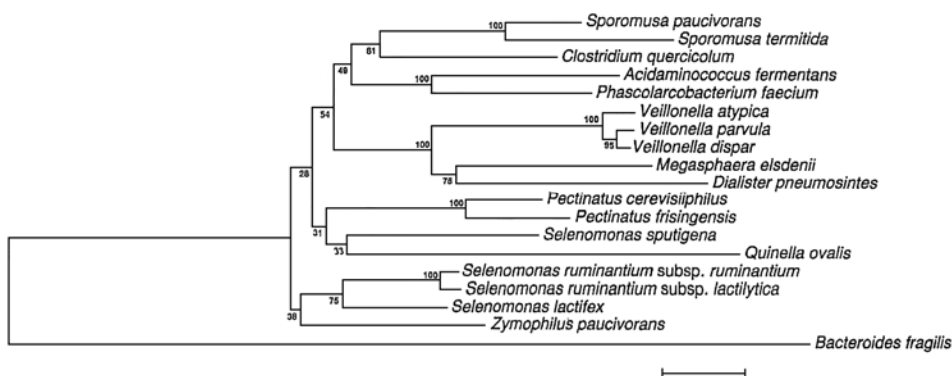 100 Sporomusa paucivorans
Sporomusa termitida
61 Clostridium quercicolum
49
100 Acidaminococcus fermentans
Phascolarcobacterium faecium
54
Veillonella atypica
100 Veillonella parvula
95 Veillonella dispar
100
Megasphaera elsdenii
75 Dialister pneumosintes
28
Pectinatus cerevisiiphilus
100
Pectinatus frisingensis
31
Selenomonas sputigena
33 Quinella ovalis
Selenomonas ruminantium subsp. ruminantium
100
Selenomonas ruminantium subsp. lactilytica
75 Selenomonas lactifex
38 Zymophilus paucivorans
Bacteroides fragilis